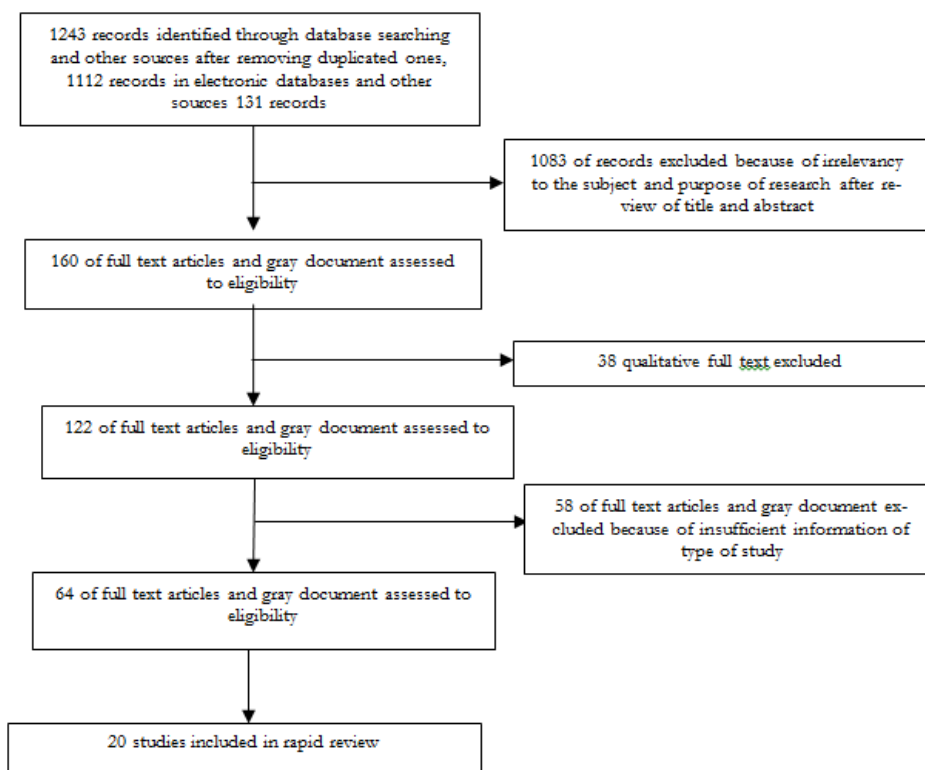 1243 records identified through database searching
and other sources after removing duplicated ones,
1112 records in electronic databases and other
sources 131 records
1083 of records excluded because of irrelevancy
to the subject and purpose of research after re-
view of title and abstract
160 of full text articles and gray document assessed
to eligibility
38 qualitative full text excluded
122 of full text articles and gray document assessed to
eligibility
58 of full text articles and gray document ex-
cluded because of insufficient information of
type of study
64 of full text articles and gray document assessed to
eligibility
20 studies included in rapid review